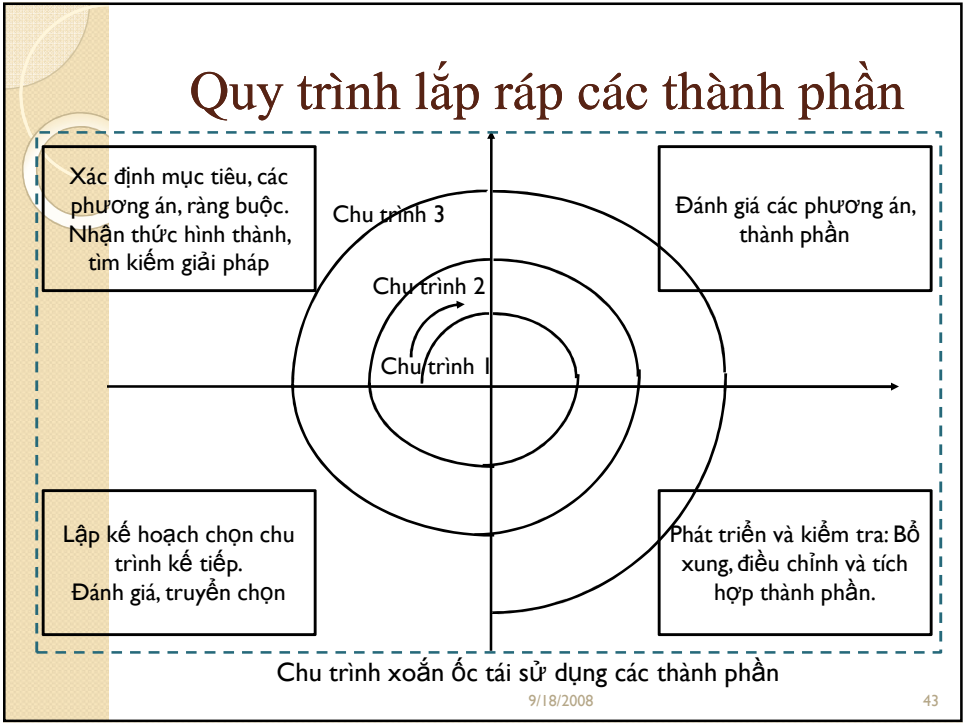 Quy trình lắp ráp các thành phần
Xác định mục tiêu, các
phương án, ràng buộc.
Nhận thức hình thành,
tìm kiếm giải pháp
Đánh giá các phương án,
thành phần
Chu trình 3
Chu trình 2
Chu trình 1
Lập kế hoạch chọn chu
trình kế tiếp.
Đánh giá, truyển chọn
Phát triển và kiểm tra: Bổ
xung, điều chỉnh và tích
hợp thành phần.
Chu trình xoắn ốc tái sử dụng các thành phần
9/18/2008
43